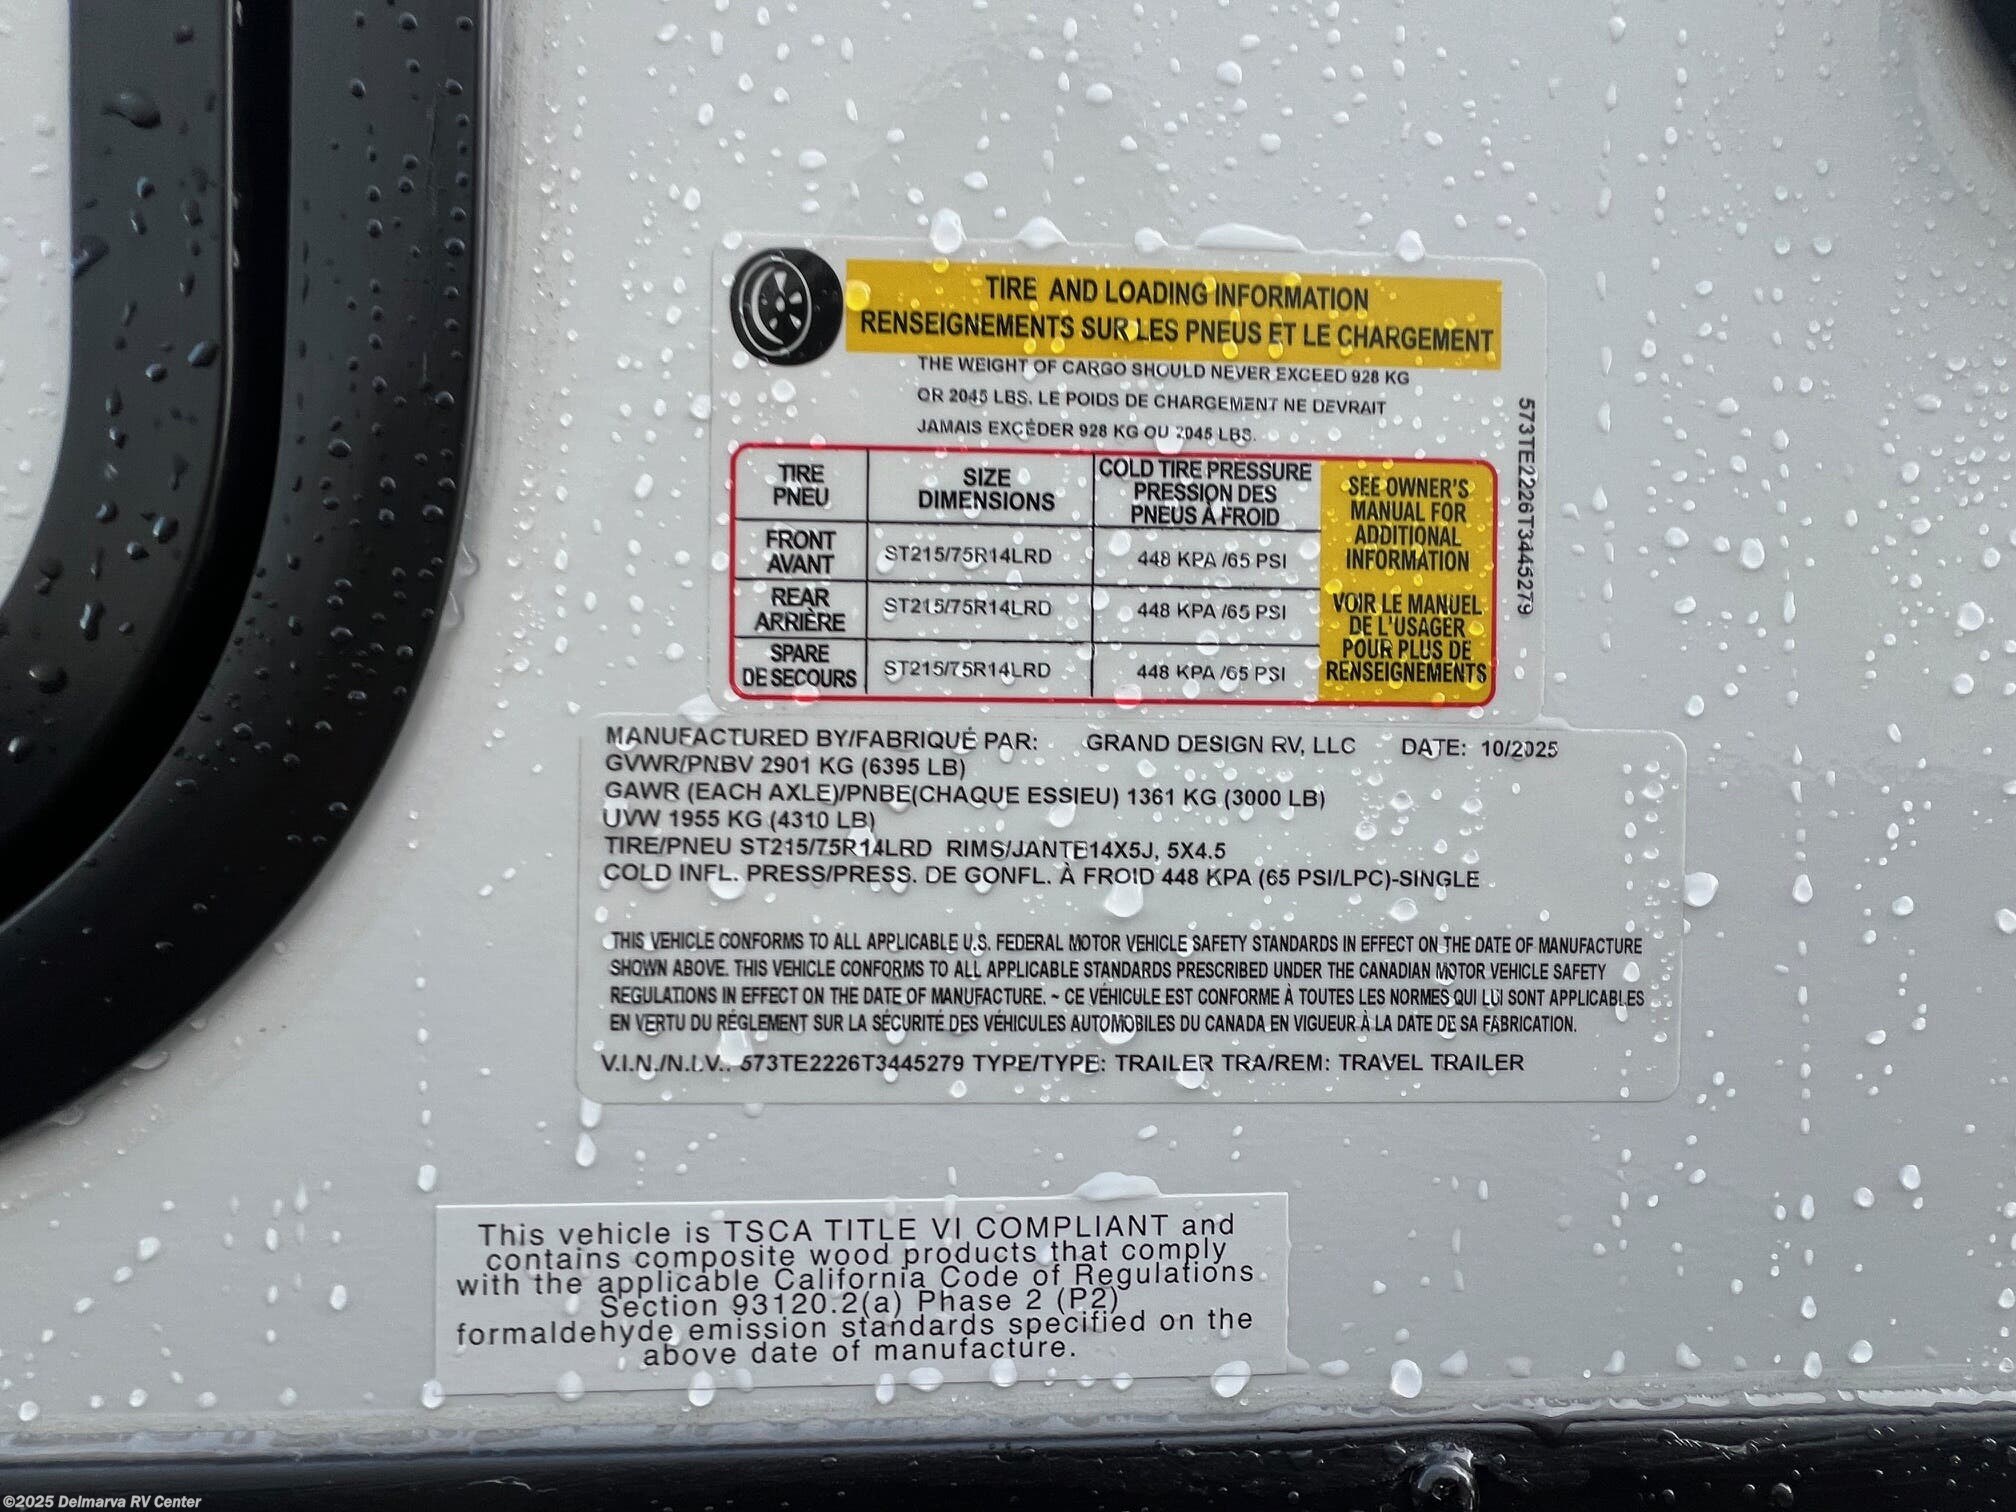 TIRE AND LOADING INFORMATION
RENSEIGNEMENTS SUR LES PNEUS ET LE CHARGEMENT
THE WEIGHT OF CARGO SHOULD NEVER EXCEED 928 KG
OR 2045 LBS. LE POIDS DE CHARGEMENT NE DEVRAIT
JAMAIS EXCÉDER 928 KG OU 2045 LBS.
TIRE
PNEU
SIZE
DIMENSIONS
COLD TIRE PRESSURE
PRESSION DES
PNEUS À FROID
FRONT
AVANT
ST215/75R14LRD
448 KPA /65 PSI
REAR
ARRIÈRE
ST215/75R14LRD
448 KPA /65 PSI
SPARE
DE SECOURS
ST215/75R14LRD
448 KPA /65 PSI
SEE OWNER'S
MANUAL FOR
ADDITIONAL
INFORMATION
VOIR LE MANUEL
DE L'USAGER
POUR PLUS DE
RENSEIGNEMENTS
573TE2226T3445279
MANUFACTURED BY/FABRIQUÉ PAR: GRAND DESIGN RV, LLC DATE: 10/2025
GVWR/PNBV 2901 KG (6395 LB)
GAWR (EACH AXLE)/PNBE(CHAQUE ESSIEU) 1361 KG (3000 LB)
UVW 1955 KG (4310 LB)
TIRE/PNEU ST215/75R14LRD RIMS/JANTE14X5J, 5X4.5
COLD INFL. PRESS/PRESS. DE GONFL. À FROID 448 KPA (65 PSI/LPC)-SINGLE
THIS VEHICLE CONFORMS TO ALL APPLICABLE U.S. FEDERAL MOTOR VEHICLE SAFETY STANDARDS IN EFFECT ON THE DATE OF MANUFACTURE
SHOWN ABOVE. THIS VEHICLE CONFORMS TO ALL APPLICABLE STANDARDS PRESCRIBED UNDER THE CANADIAN MOTOR VEHICLE SAFETY
REGULATIONS IN EFFECT ON THE DATE OF MANUFACTURE. ~ CE VÉHICULE EST CONFORME À TOUTES LES NORMES QUI LUI SONT APPLICABLES
EN VERTU DU RÉGLEMENT SUR LA SÉCURITÉ DES VÉHICULES AUTOMOBILES DU CANADA EN VIGUEUR À LA DATE DE SA FABRICATION.
V.I.N./N.I.V.: 573TE2226T3445279 TYPE/TYPE: TRAILER TRA/REM: TRAVEL TRAILER
This vehicle is TSCA TITLE VI COMPLIANT and
contains composite wood products that comply
with the applicable California Code of Regulations
Section 93120.2(a) Phase 2 (P2)
formaldehyde emission standards specified on the
above date of manufacture.
©2025 Delmarva RV Center